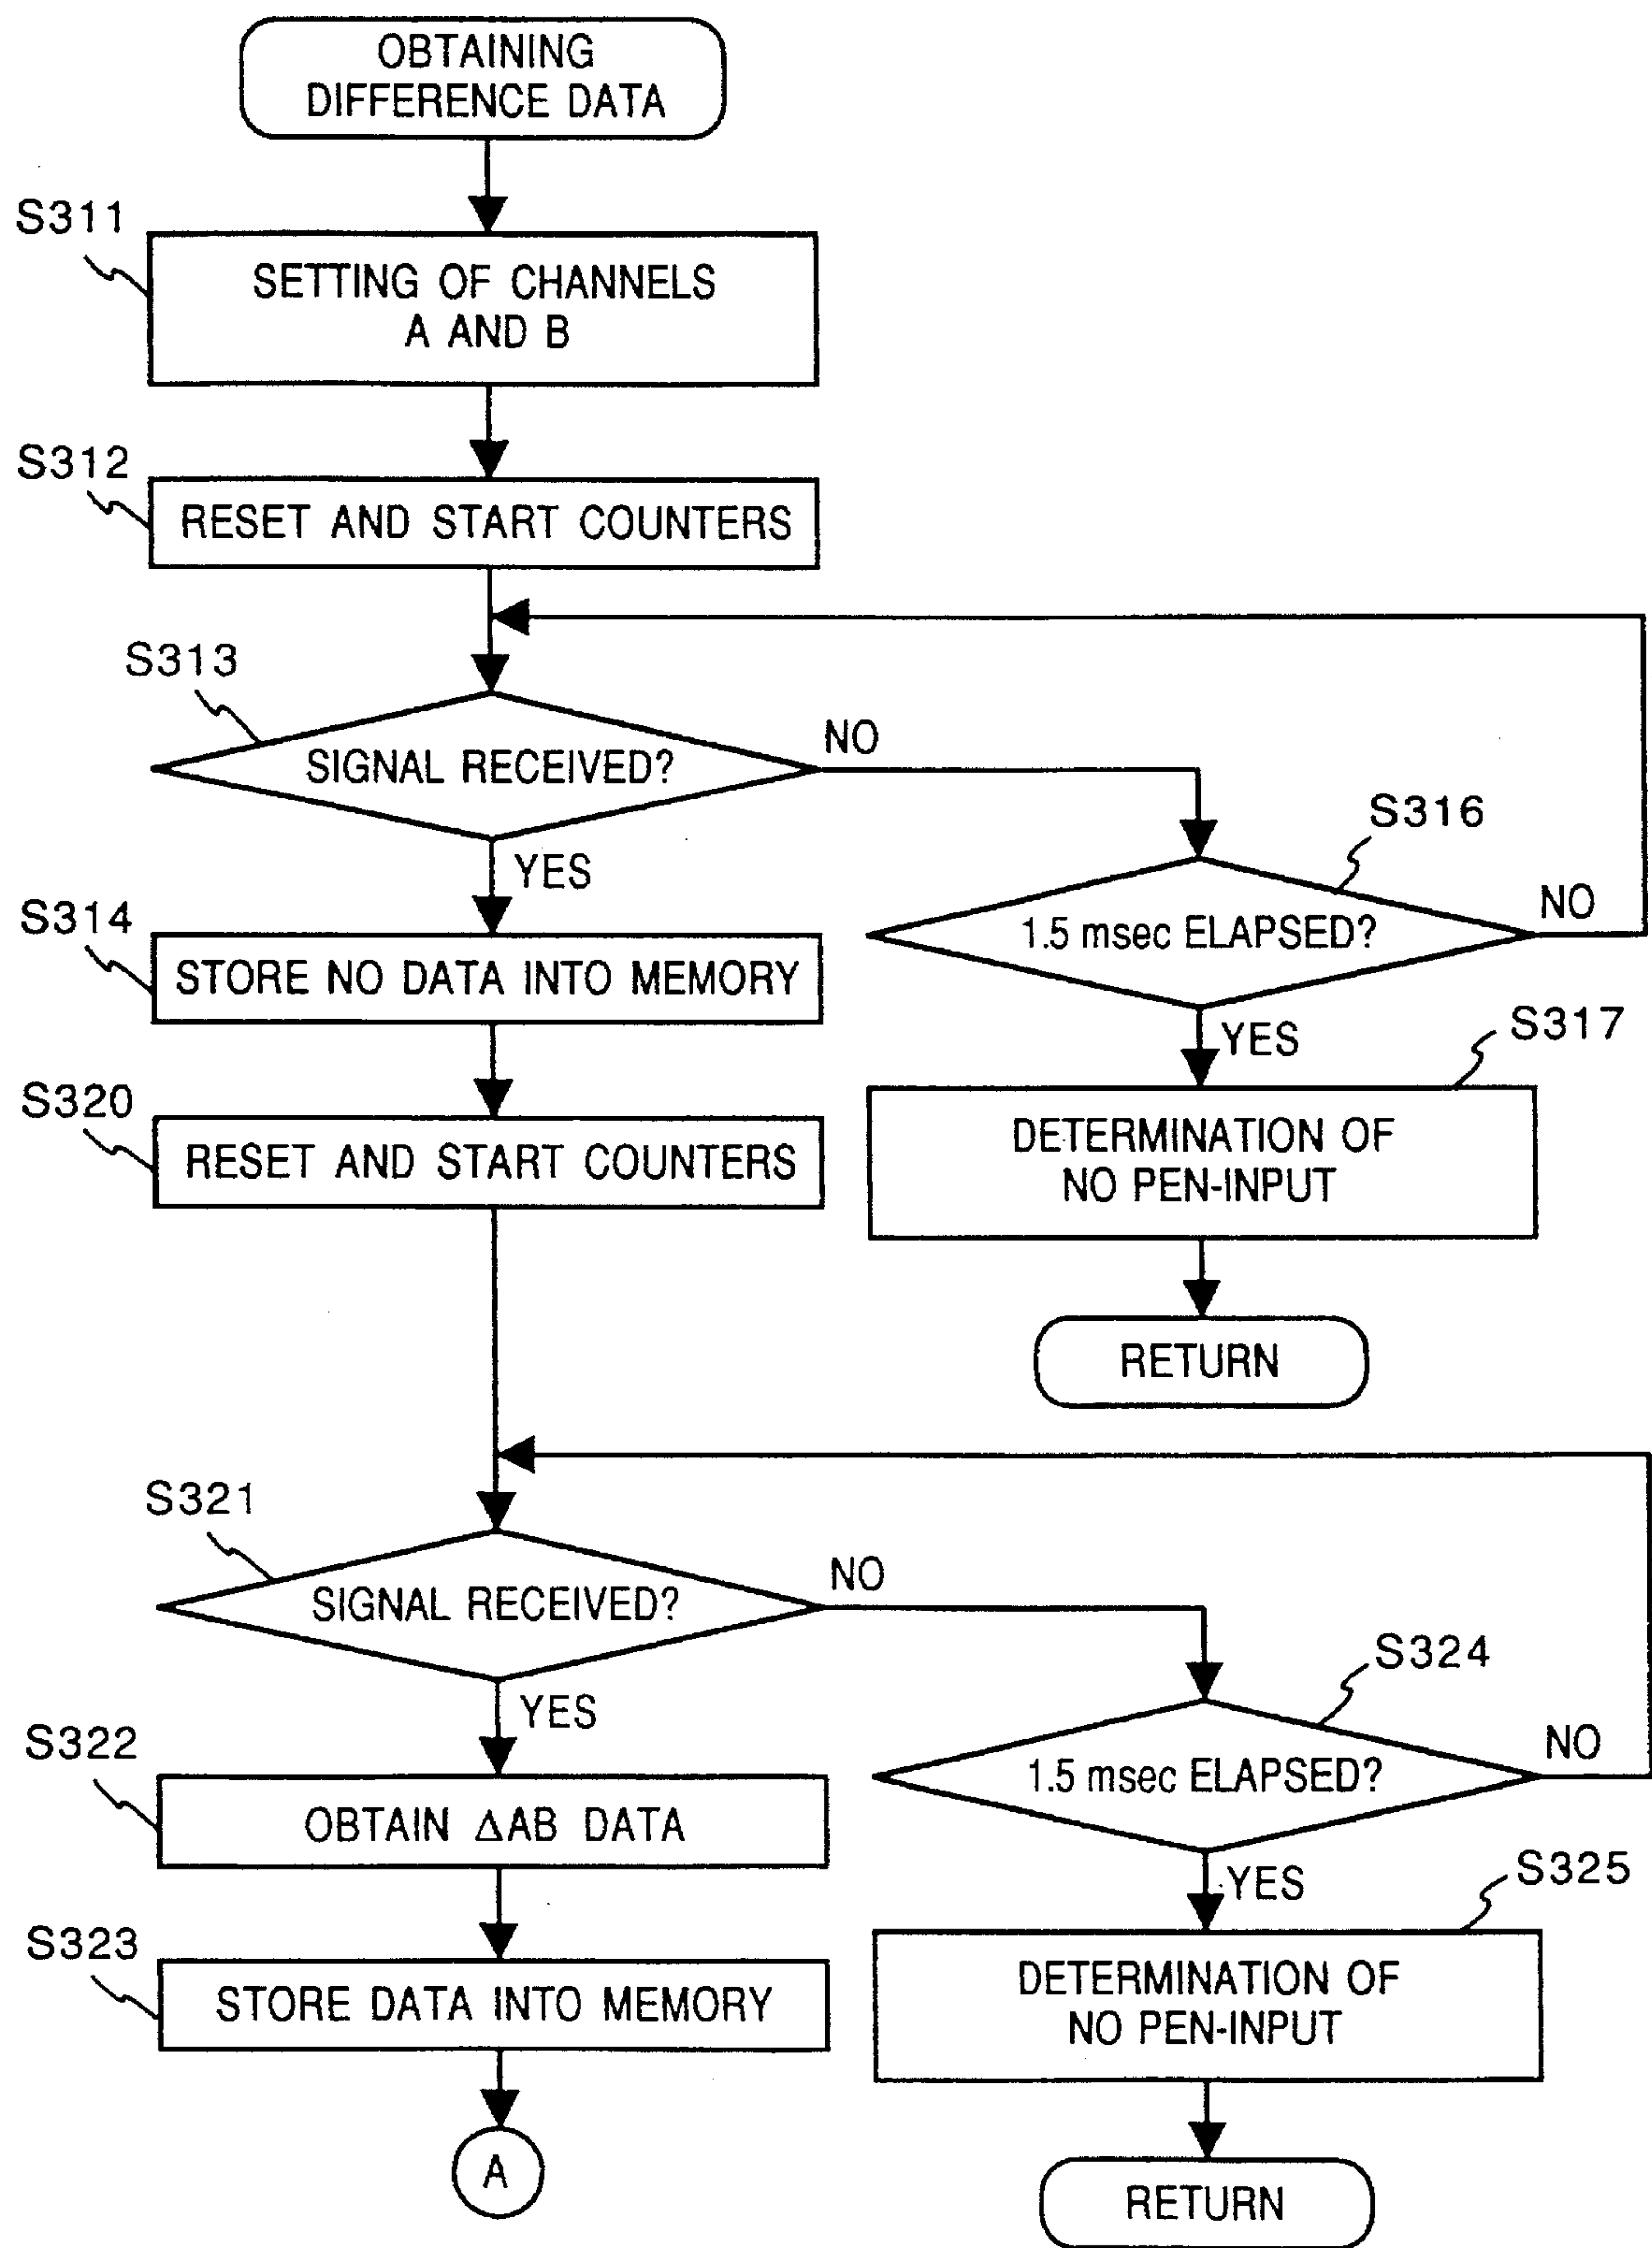 OBTAINING
DIFFERENCE DATA
S311
SETTING OF CHANNELS
A AND B
S312
RESET AND START COUNTERS
S313
SIGNAL RECEIVED?
NO
YES
S316
1.5 msec ELAPSED?
NO
YES
S314
STORE NO DATA INTO MEMORY
S317
DETERMINATION OF
NO PEN-INPUT
S320
RESET AND START COUNTERS
RETURN
S321
SIGNAL RECEIVED?
NO
YES
S324
1.5 msec ELAPSED?
NO
YES
S322
OBTAIN ΔAB DATA
S325
DETERMINATION OF
NO PEN-INPUT
S323
STORE DATA INTO MEMORY
A
RETURN